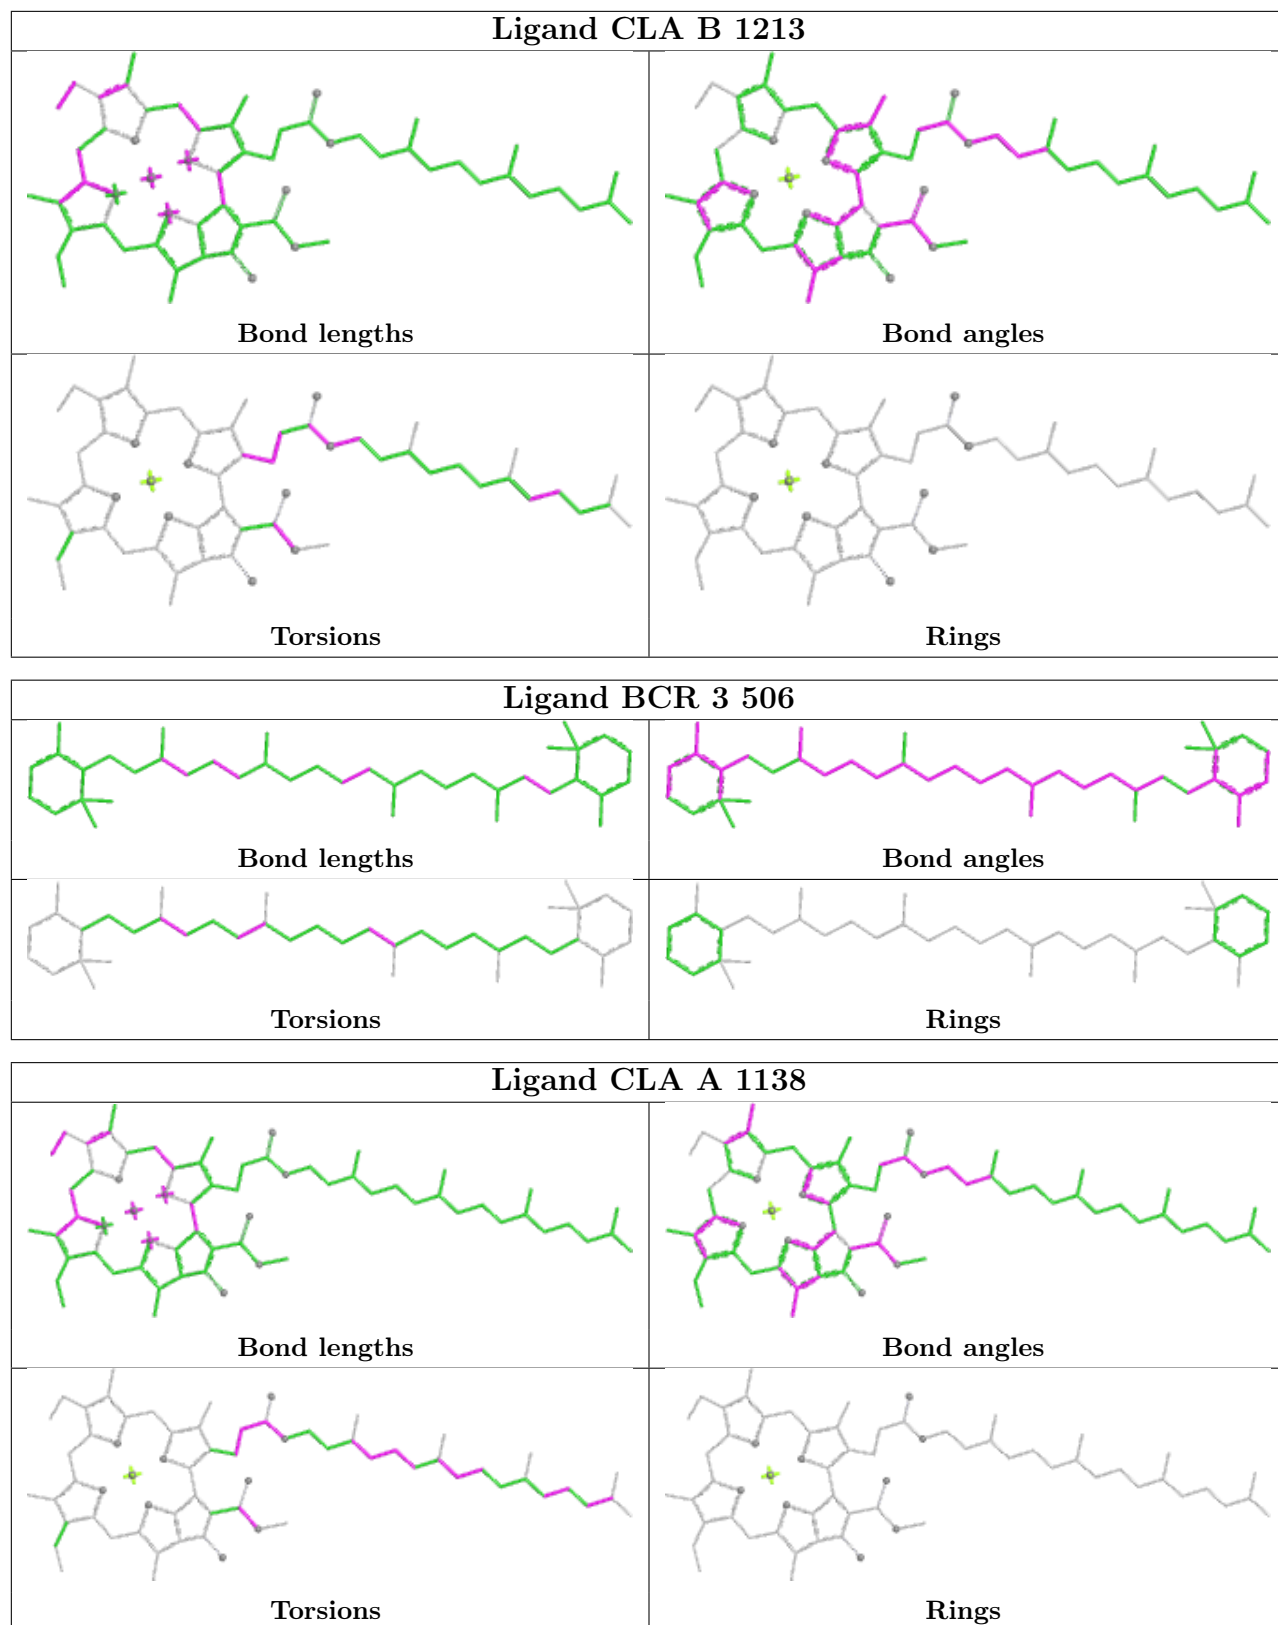 Ligand CLA B 1213
Bond lengths
Bond angles
Torsions
Rings
Ligand BCR 3 506
Bond lengths
Bond angles
Torsions
Rings
Ligand CLA A 1138
Bond lengths
Bond angles
Torsions
Rings